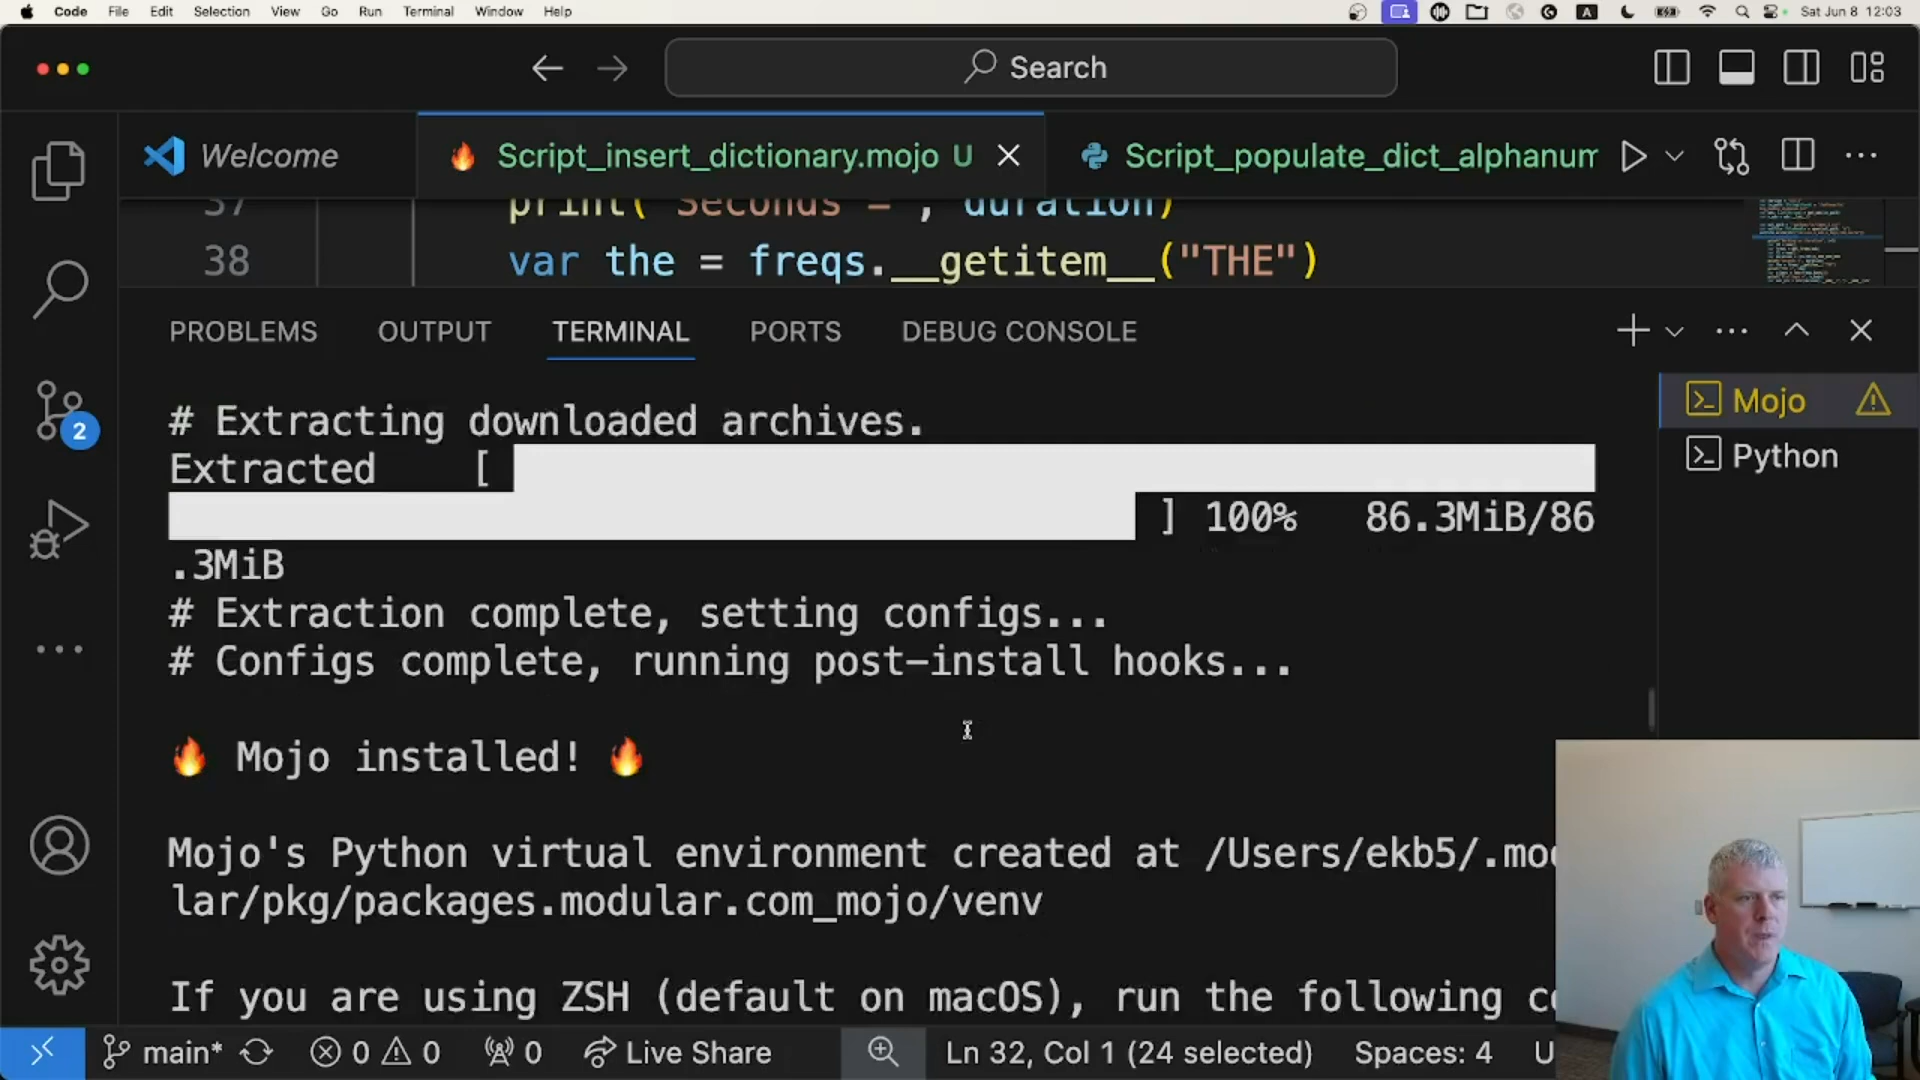 Code File Edit Selection View Go Run Terminal Window Help Sat Jun 8 12:03
Search
Welcome Script_insert_dictionary.mojo U Script_populate_dict_alphanum
37 print("Seconds = ", duration)
38 var the = freqs.__getitem__("THE")
PROBLEMS OUTPUT TERMINAL PORTS DEBUG CONSOLE
# Extracting downloaded archives.
Extracted [
] 100% 86.3MiB/86
.3MiB
# Extraction complete, setting configs...
# Configs complete, running post-install hooks...
🔥 Mojo installed! 🔥
Mojo's Python virtual environment created at /Users/ekb5/.mo
lar/pkg/packages.modular.com_mojo/venv
If you are using ZSH (default on macOS), run the following
Mojo
Python
2
main* 0 0 0 Live Share Ln 32, Col 1 (24 selected) Spaces: 4 U